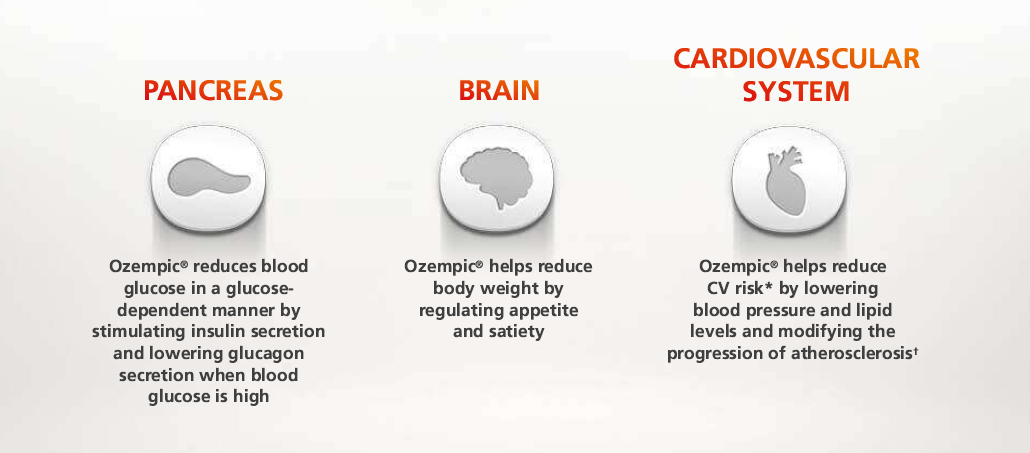 PANCREAS
Ozempic® reduces blood
glucose in a glucose-
dependent manner by
stimulating insulin secretion
and lowering glucagon
secretion when blood
glucose is high
BRAIN
Ozempic® helps reduce
body weight by
regulating appetite
and satiety
CARDIOVASCULAR
SYSTEM
Ozempic® helps reduce
CV risk* by lowering
blood pressure and lipid
levels and modifying the
progression of atherosclerosis†